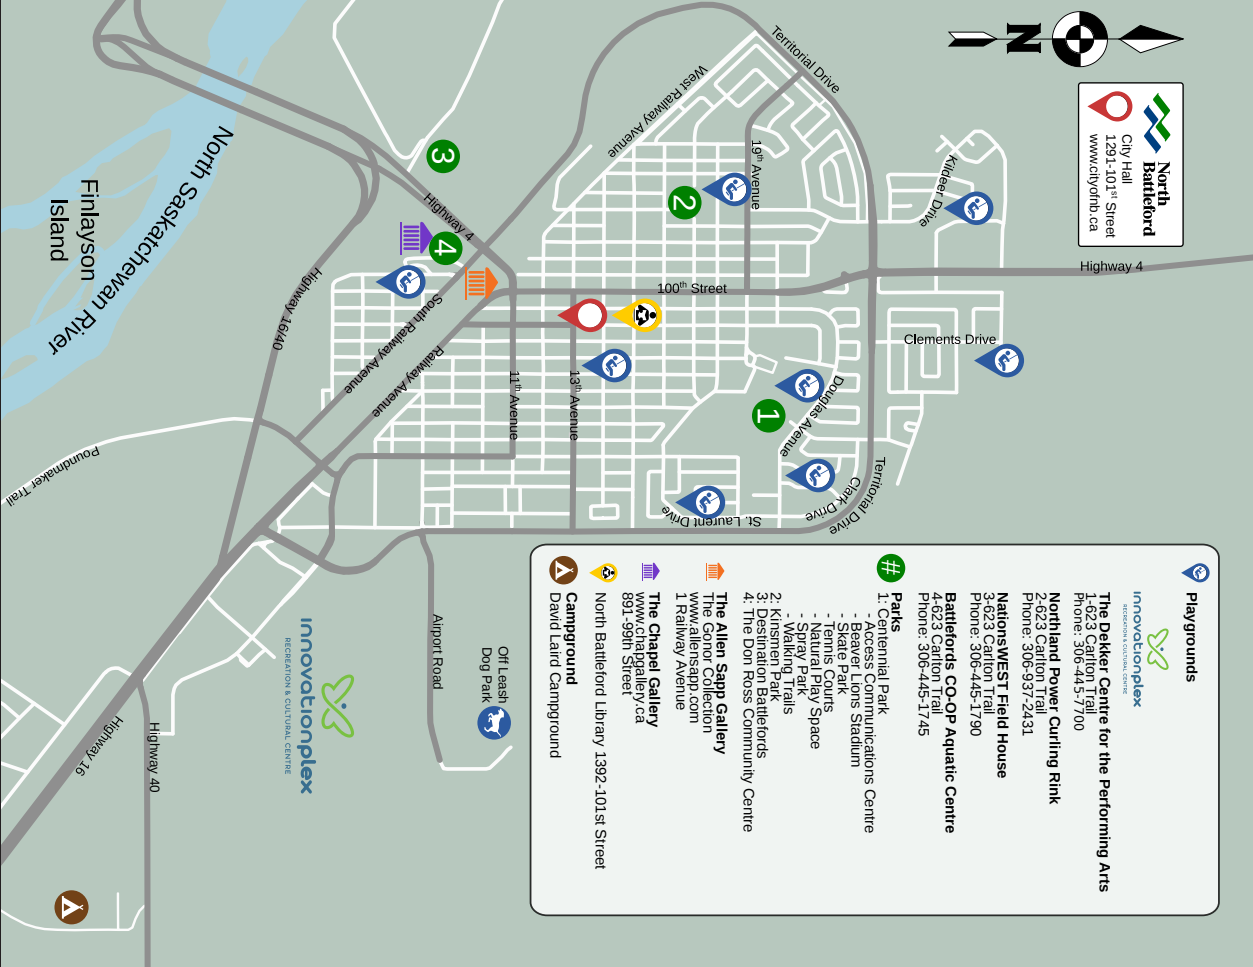 North
Battleford
City Hall
1291-101st Street
www.cityofnb.ca
N
Territorial Drive
West Railway Avenue
19th Avenue
Kildeer Drive
Highway 4
North Saskatchewan River
Finlayson
Island
3
2
Highway 4
4
100th Street
Highway 16/40
South Railway Avenue
Railway Avenue
11th Avenue
13th Avenue
Clements Drive
Douglas Avenue
1
Clark Drive
Territorial Drive
St. Laurent Drive
Poundmaker Trail
Airport Road
Off Leash
Dog Park
innovationplex
RECREATION & CULTURAL CENTRE
Highway 16
Highway 40
Playgrounds
innovationplex
RECREATION & CULTURAL CENTRE
The Dekker Centre for the Performing Arts
1-623 Carlton Trail
Phone: 306-445-7700
Northland Power Curling Rink
2-623 Carlton Trail
Phone: 306-937-2431
NationsWEST Field House
3-623 Carlton Trail
Phone: 306-445-1790
Battlefords CO-OP Aquatic Centre
4-623 Carlton Trail
Phone: 306-445-1745
#
Parks
1: Centennial Park
- Access Communications Centre
- Beaver Lions Stadium
- Skate Park
- Tennis Courts
- Natural Play Space
- Spray Park
- Walking Trails
2: Kinsmen Park
3: Destination Battlefords
4: The Don Ross Community Centre
The Allen Sapp Gallery
The Gonor Collection
www.allensapp.com
1 Railway Avenue
The Chapel Gallery
www.chapgallery.ca
891-99th Street
North Battleford Library 1392-101st Street
Campground
David Laird Campground